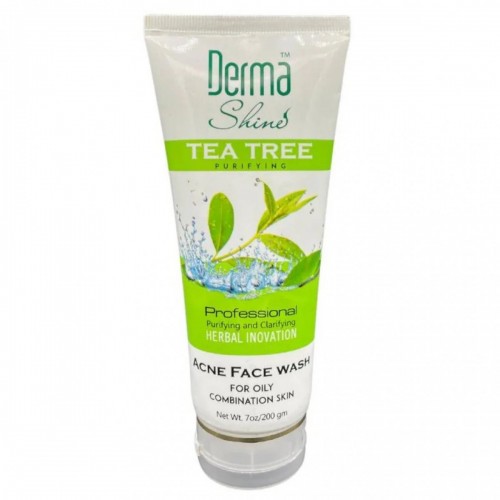 Derma™
Shine
TEA TREE
PURIFYING
Professional
Purifying and Clarifying
HERBAL INOVATION
ACNE FACE WASH
FOR OILY
COMBINATION SKIN
Net Wt. 7oz/200 gm